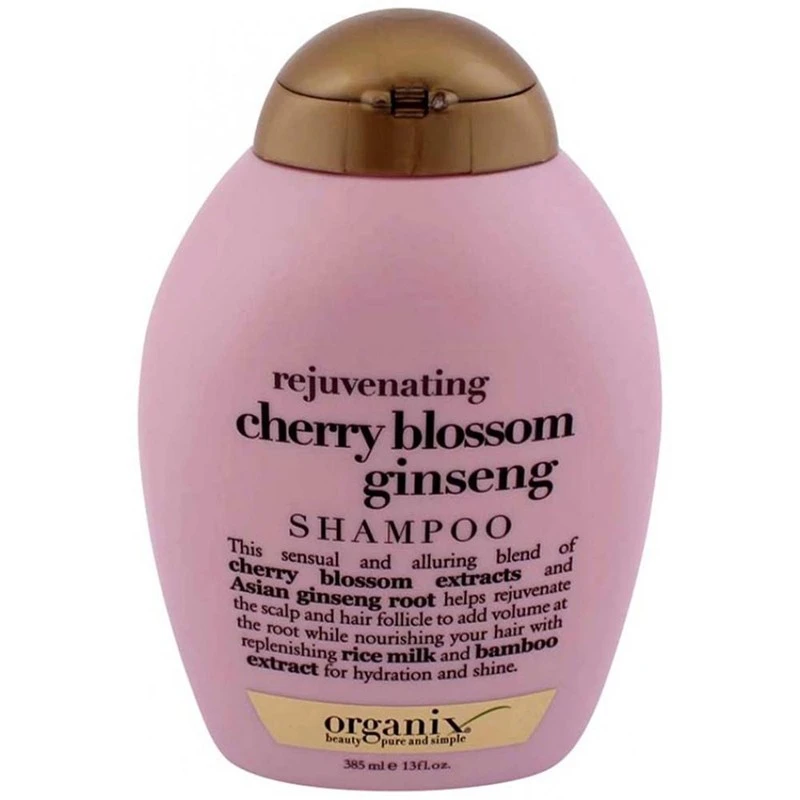 rejuvenating
cherry blossom
ginseng
SHAMPOO
This sensual and alluring blend of
cherry blossom extracts and
Asian ginseng root helps rejuvenate
the scalp and hair follicle to add volume at
the root while nourishing your hair with
replenishing rice milk and bamboo
extract for hydration and shine.
organix®
beauty pure and simple
385 ml e 13fl.oz.